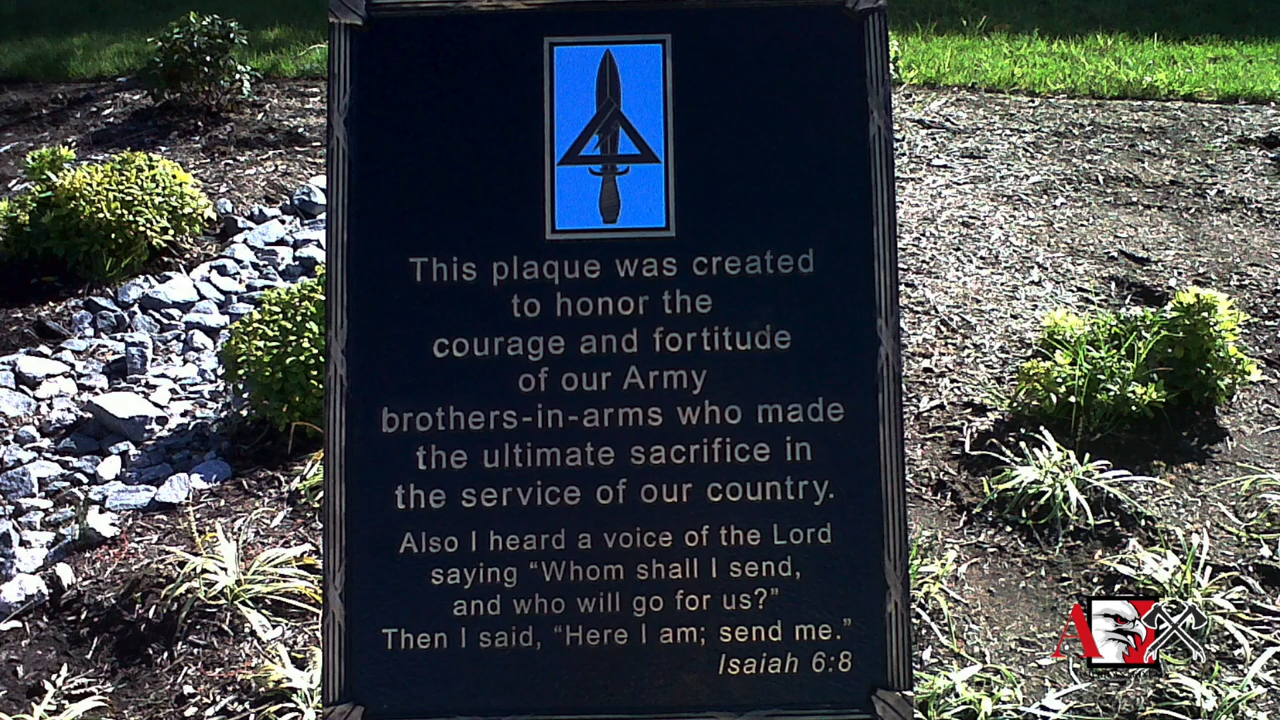 This plaque was created
to honor the
courage and fortitude
of our Army
brothers-in-arms who made
the ultimate sacrifice in
the service of our country.
Also I heard a voice of the Lord
saying “Whom shall I send,
and who will go for us?”
Then I said, “Here I am; send me.”
Isaiah 6:8
A